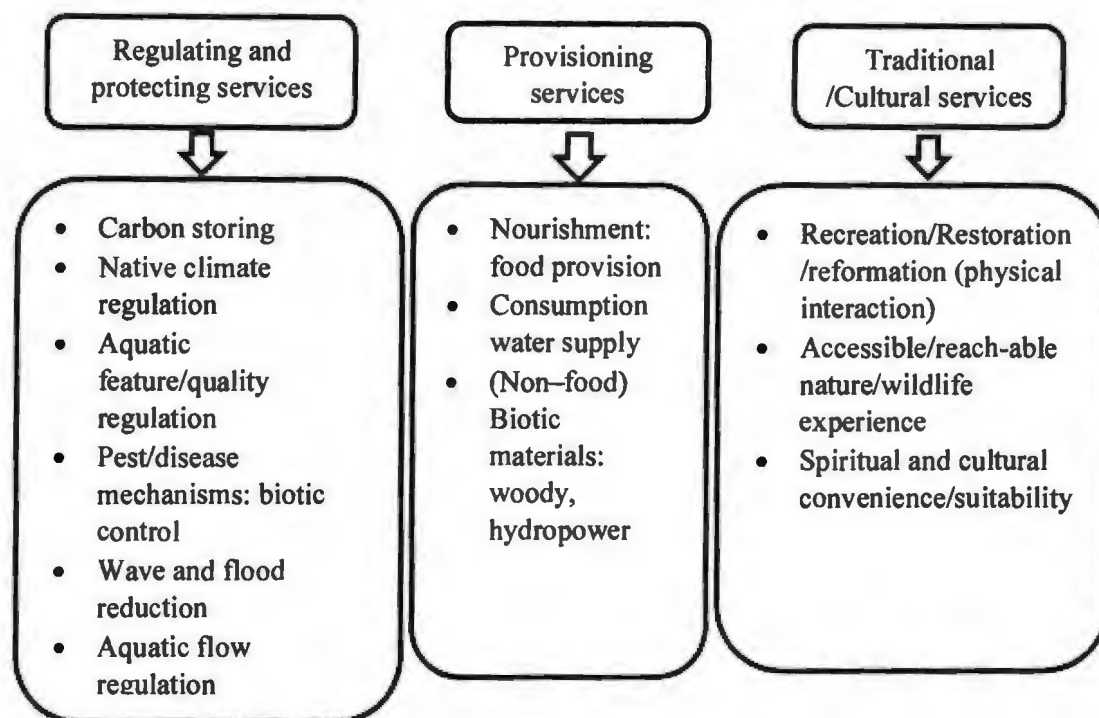 Regulating and
protecting services
Provisioning
services
Traditional
/Cultural services
• Carbon storing
• Native climate
regulation
• Aquatic
feature/quality
regulation
• Pest/disease
mechanisms: biotic
control
• Wave and flood
reduction
• Aquatic flow
regulation
• Nourishment:
food provision
• Consumption
water supply
• (Non–food)
Biotic
materials:
woody,
hydropower
• Recreation/Restoration
/reformation (physical
interaction)
• Accessible/reach-able
nature/wildlife
experience
• Spiritual and cultural
convenience/suitability